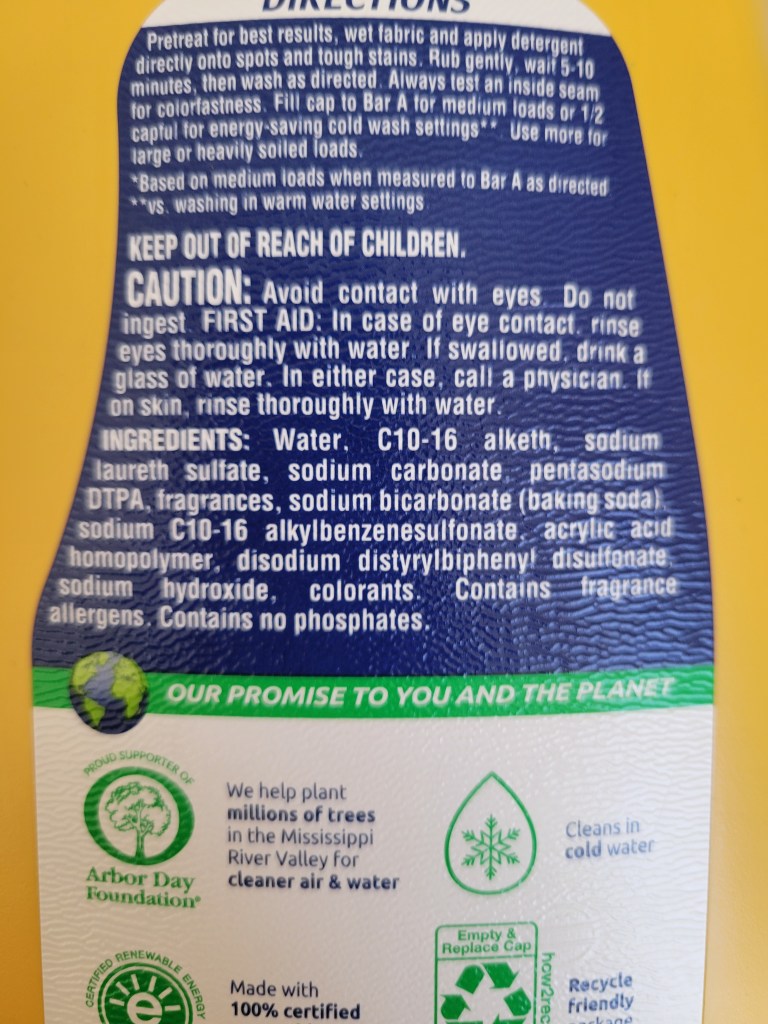 DIRECTIONS
Pretreat for best results, wet fabric and apply detergent
directly onto spots and tough stains. Rub gently, wait 5-10
minutes, then wash as directed. Always test an inside seam
for colorfastness. Fill cap to Bar A for medium loads or 1/2
capful for energy-saving cold wash settings**. Use more for
large or heavily soiled loads.
*Based on medium loads when measured to Bar A as directed
**vs. washing in warm water settings
KEEP OUT OF REACH OF CHILDREN.
CAUTION: Avoid contact with eyes. Do not
ingest. FIRST AID: In case of eye contact, rinse
eyes thoroughly with water. If swallowed, drink a
glass of water. In either case, call a physician. If
on skin, rinse thoroughly with water.
INGREDIENTS: Water, C10-16 alketh, sodium
laureth sulfate, sodium carbonate, pentasodium
DTPA, fragrances, sodium bicarbonate (baking soda),
sodium C10-16 alkylbenzenesulfonate, acrylic acid
homopolymer, disodium distyrylbiphenyl disulfonate,
sodium hydroxide, colorants. Contains fragrance
allergens. Contains no phosphates.
OUR PROMISE TO YOU AND THE PLANET
PROUD SUPPORTER OF
Arbor Day
Foundation®
We help plant
millions of trees
in the Mississippi
River Valley for
cleaner air & water
Cleans in
cold water
CERTIFIED RENEWABLE ENERGY
e
Made with
100% certified
Empty &
Replace Cap
how2rec
Recycle
friendly